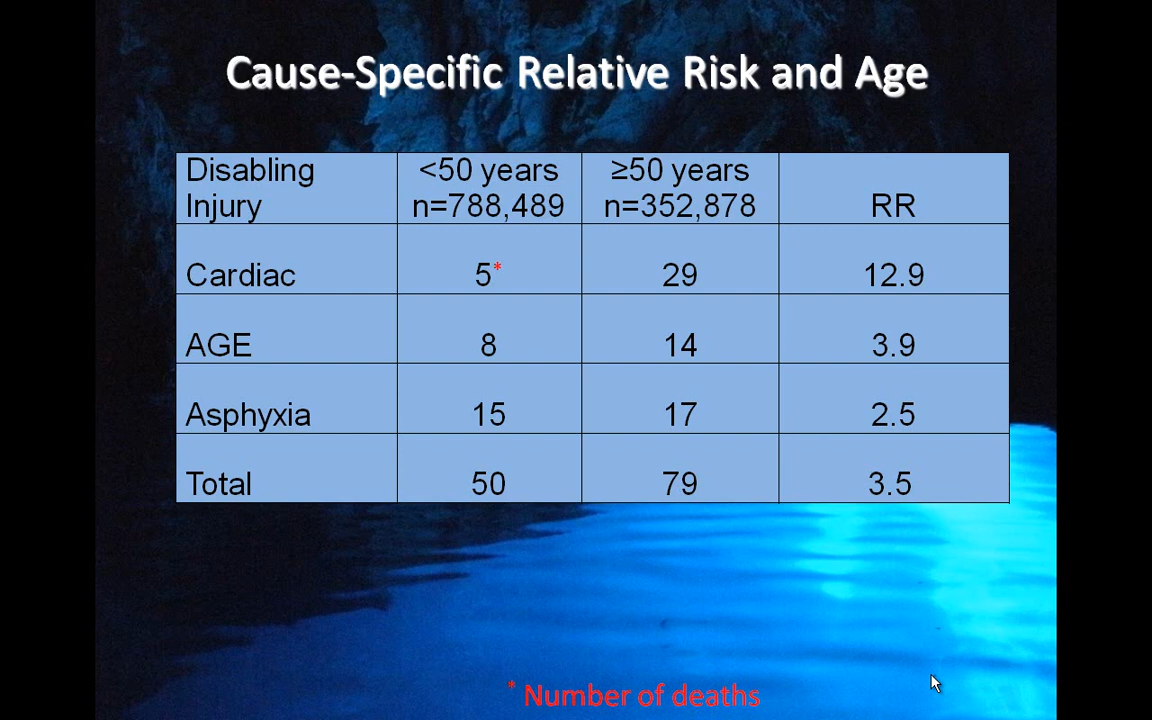 Cause-Specific Relative Risk and Age
Disabling Injury <50 years n=788,489 ≥50 years n=352,878 RR
Cardiac 5* 29 12.9
AGE 8 14 3.9
Asphyxia 15 17 2.5
Total 50 79 3.5
* Number of deaths